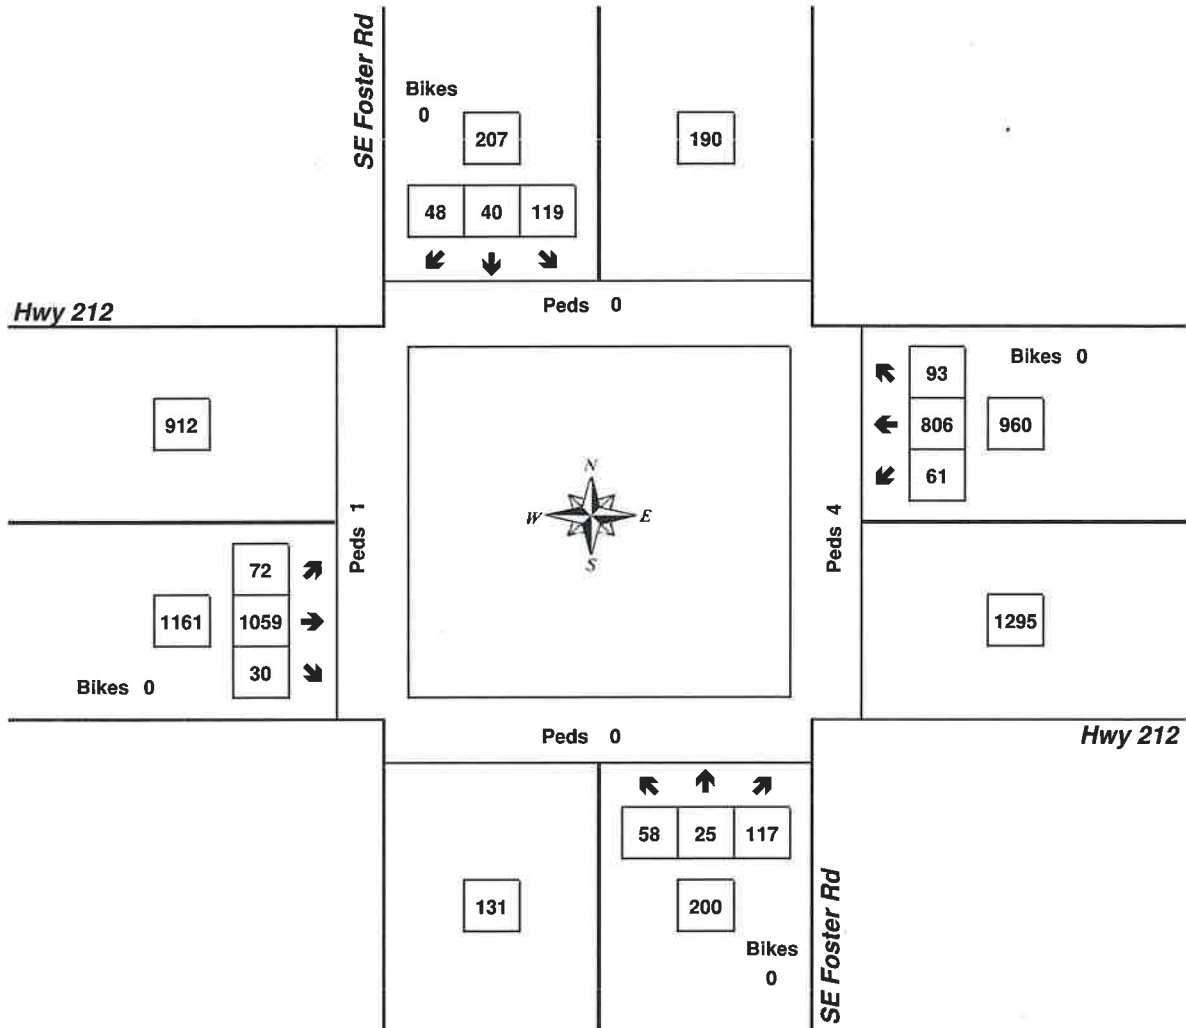 SE Foster Rd
Bikes
0
207
190
48 40 119
Peds 0
Hwy 212
Bikes 0
93
912
806 960
61
N
W E
S
Peds 1
Peds 4
72
1161 1059
30
1295
Bikes 0
Peds 0
Hwy 212
58 25 117
131
200
SE Foster Rd
Bikes
0